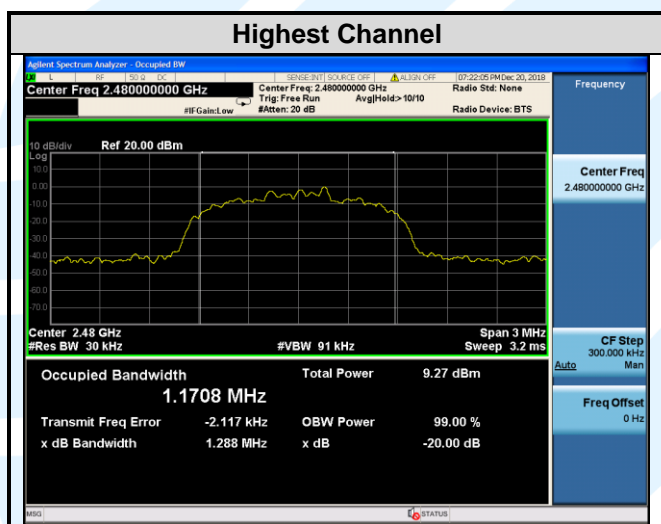 Highest Channel
Agilent Spectrum Analyzer - Occupied BW
L RF 50 Ω DC SENSE:INT SOURCE OFF ALIGN OFF 07:22:05 PM Dec 20, 2018
Center Freq 2.480000000 GHz
Center Freq: 2.480000000 GHz
Radio Std: None
Trig: Free Run Avg|Hold:>10/10
#IFGain:Low #Atten: 20 dB Radio Device: BTS
Frequency
10 dB/div Ref 20.00 dBm
Log
10.0
0.00
-10.0
-20.0
-30.0
-40.0
-50.0
-60.0
-70.0
Center Freq
2.480000000 GHz
Center 2.48 GHz Span 3 MHz
#Res BW 30 kHz #VBW 91 kHz Sweep 3.2 ms
CF Step
300.000 kHz
Auto Man
Occupied Bandwidth Total Power 9.27 dBm
1.1708 MHz
Transmit Freq Error -2.117 kHz OBW Power 99.00 %
x dB Bandwidth 1.288 MHz x dB -20.00 dB
Freq Offset
0 Hz
MSG STATUS